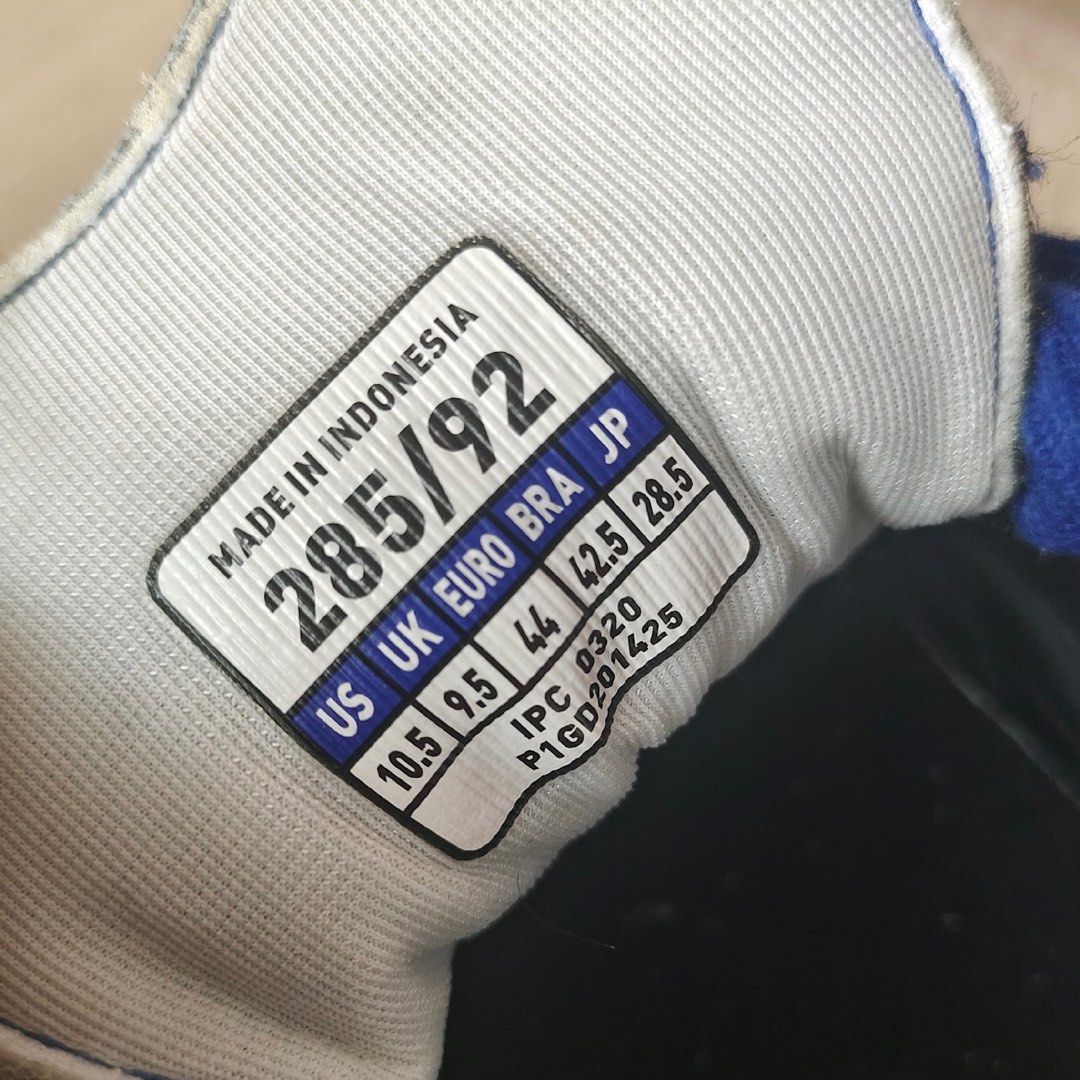 MADE IN INDONESIA
285/92
US UK EURO BRA JP
10.5 9.5 44 42.5 28.5
IPC 0320
P1GD201425